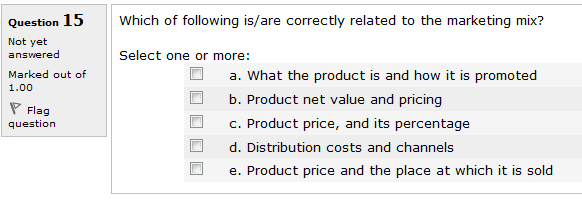 Question 15
Not yet
answered
Marked out of
1.00
Flag
question
Which of following is/are correctly related to the marketing mix?
Select one or more:
a. What the product is and how it is promoted
b. Product net value and pricing
c. Product price, and its percentage
d. Distribution costs and channels
e. Product price and the place at which it is sold